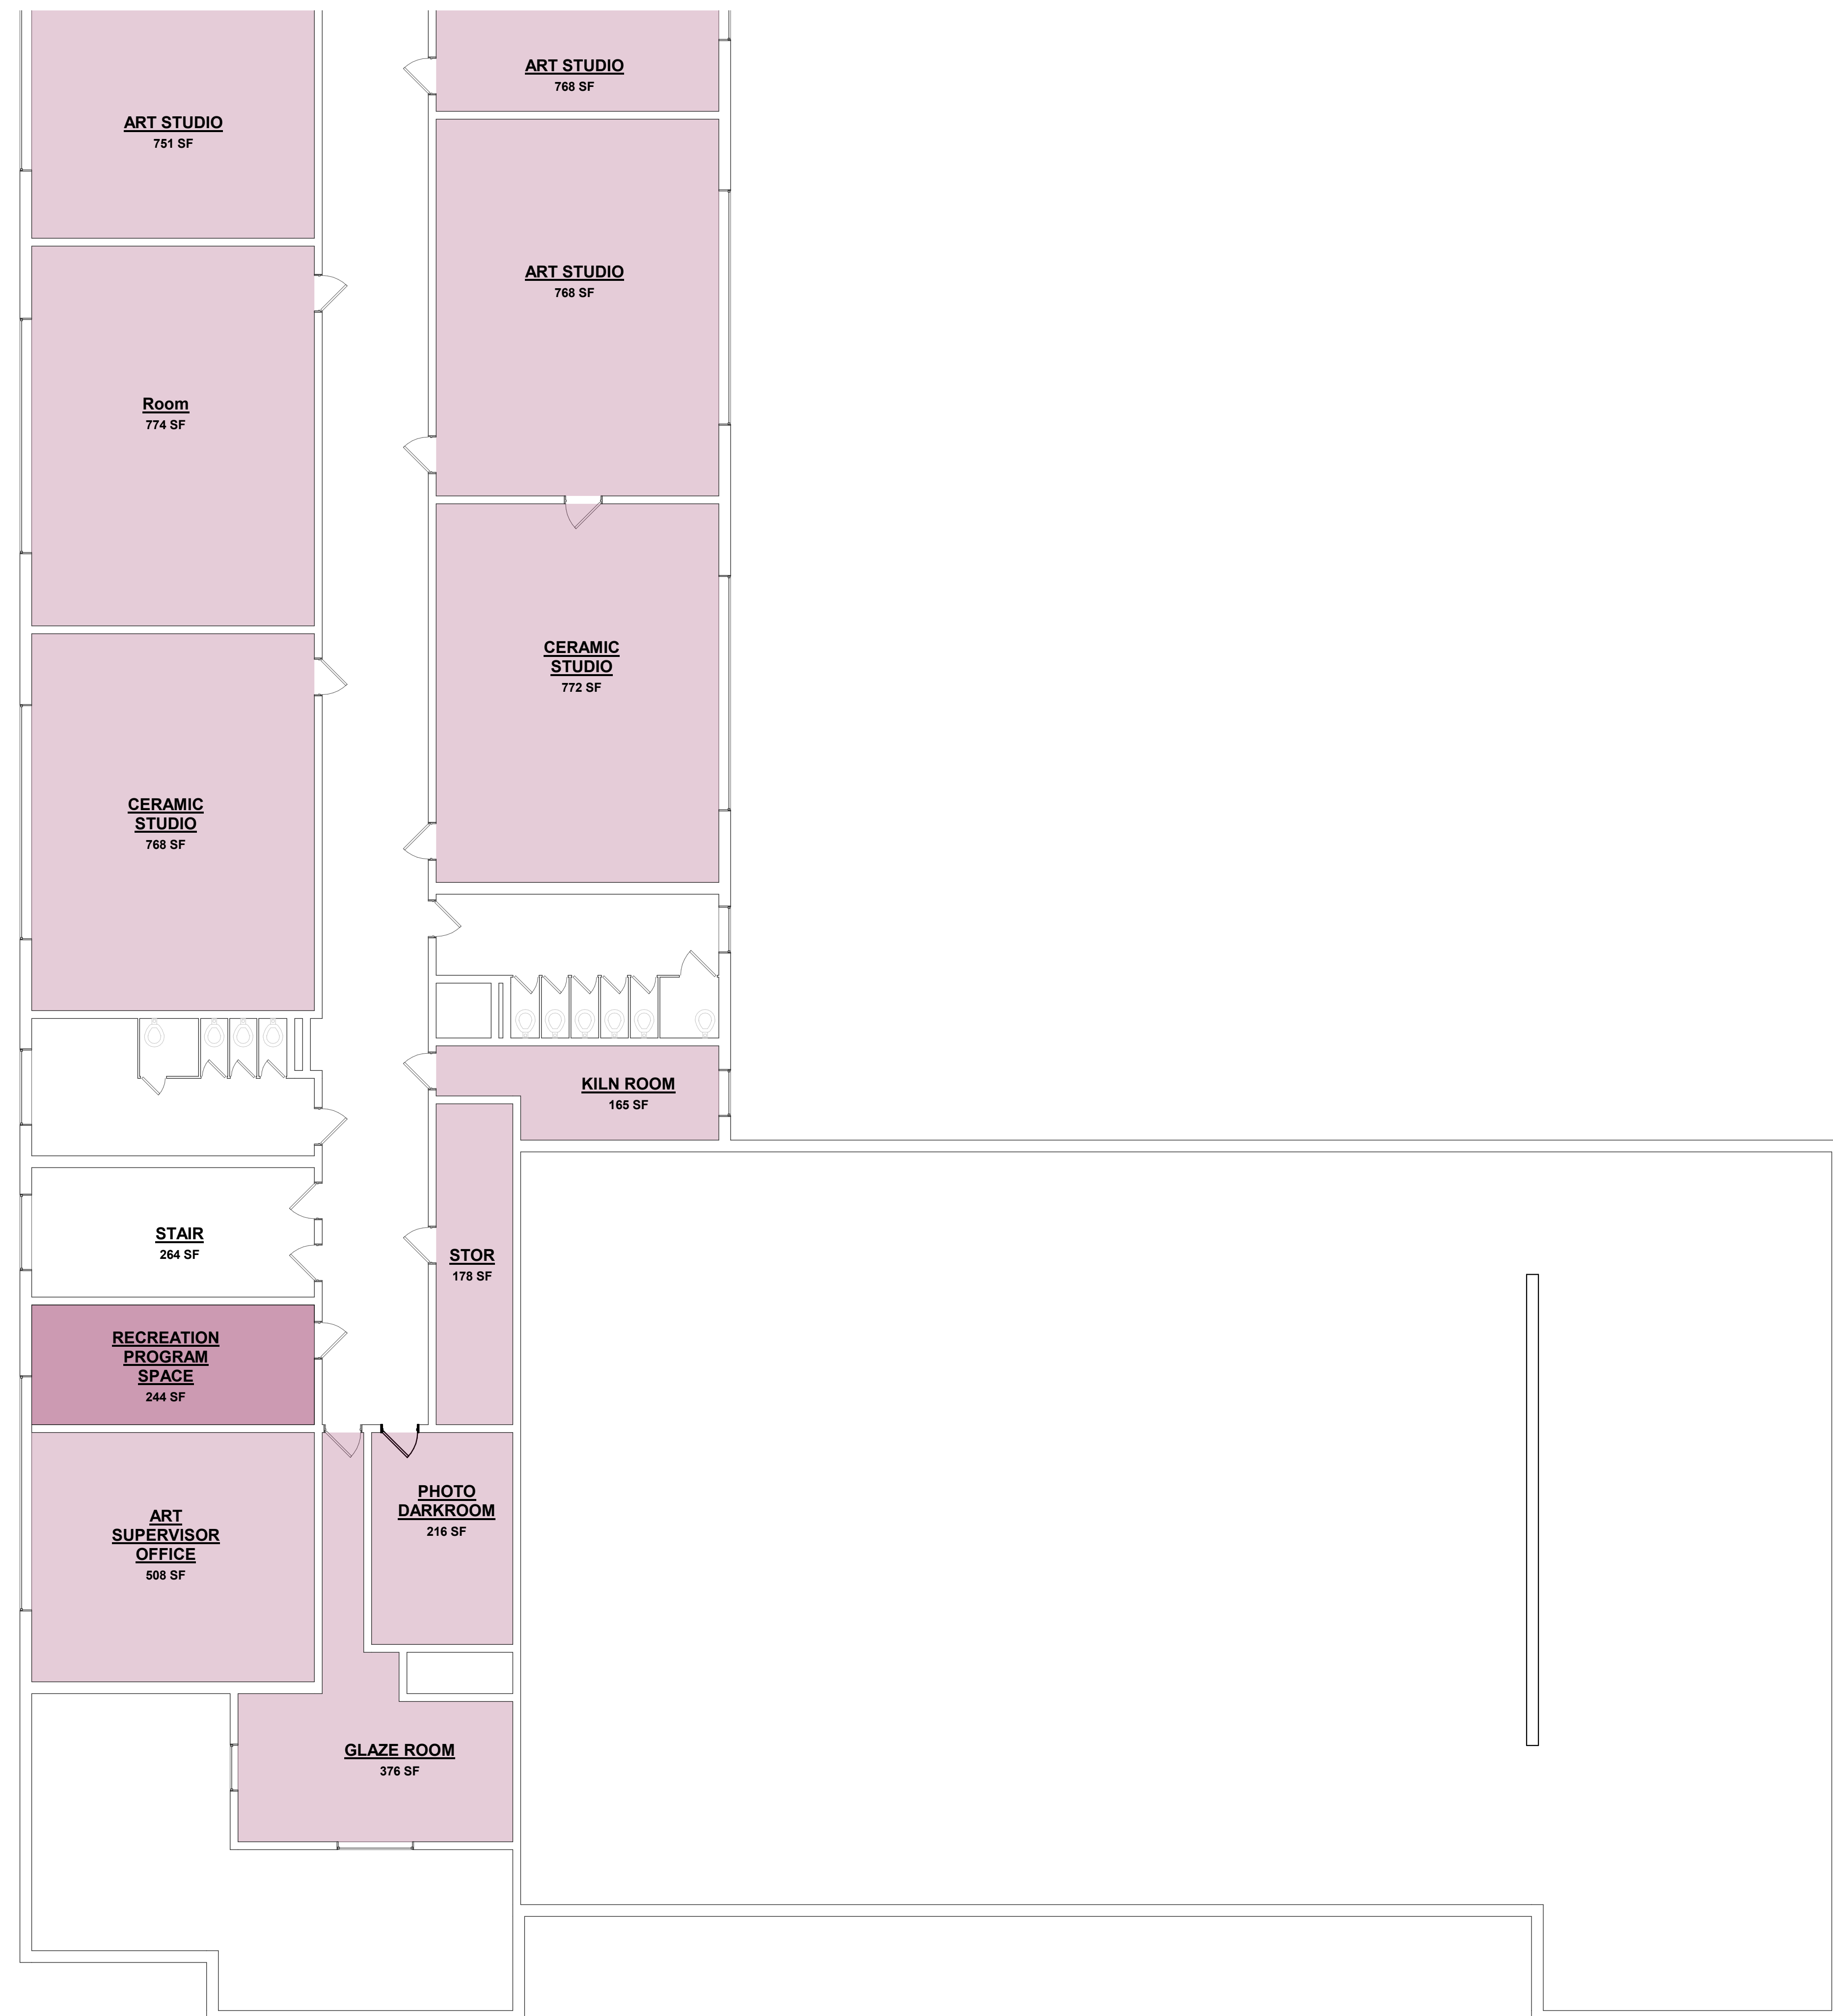 ART STUDIO
768 SF
ART STUDIO
751 SF
ART STUDIO
768 SF
Room
774 SF
CERAMIC
STUDIO
772 SF
CERAMIC
STUDIO
768 SF
KILN ROOM
165 SF
STAIR
264 SF
STOR
178 SF
RECREATION
PROGRAM
SPACE
244 SF
PHOTO
DARKROOM
216 SF
ART
SUPERVISOR
OFFICE
508 SF
GLAZE ROOM
376 SF